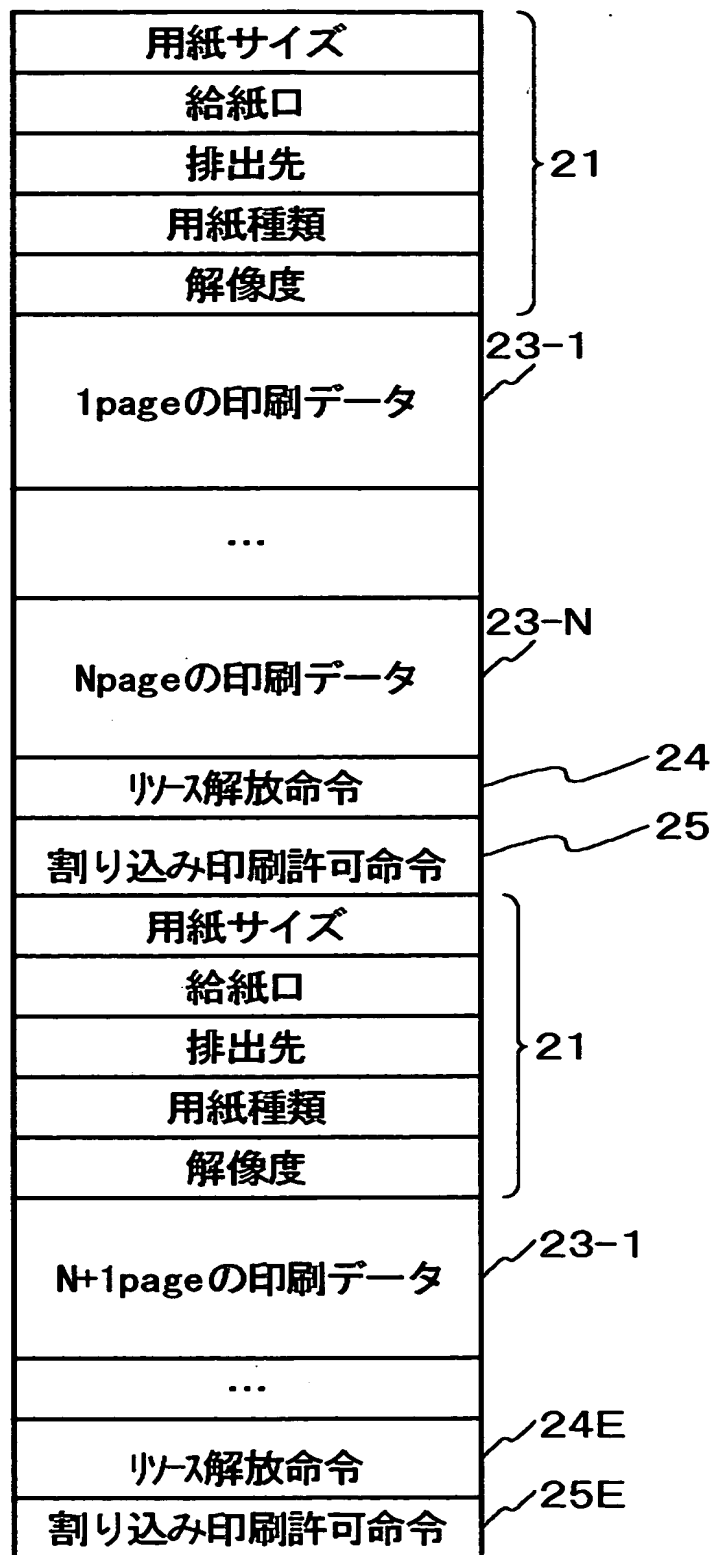 用紙サイズ
給紙口
排出先
用紙種類
解像度
21
23-1
1pageの印刷データ
…
23-N
Npageの印刷データ
リソース解放命令
24
割り込み印刷許可命令
25
用紙サイズ
給紙口
排出先
用紙種類
解像度
21
N+1pageの印刷データ
23-1
…
リソース解放命令
24E
割り込み印刷許可命令
25E